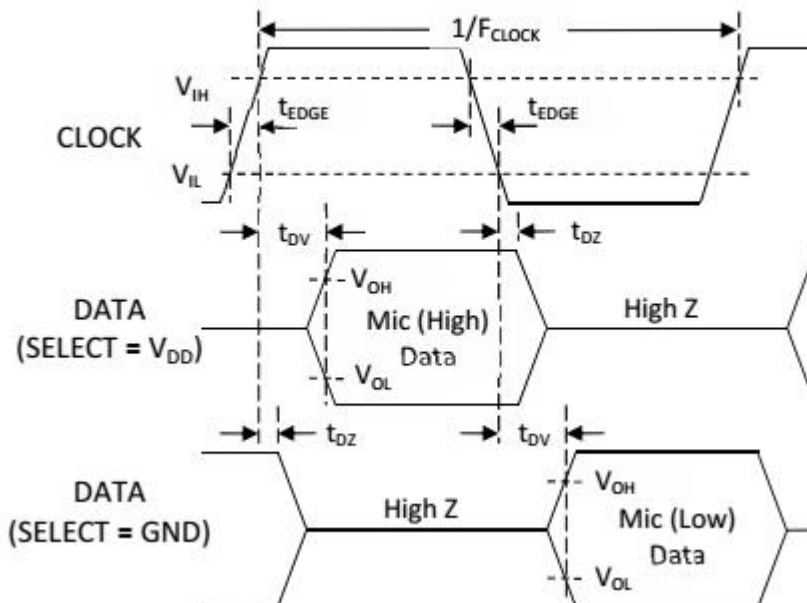 1/FCLOCK
VIH
tEDGE
tEDGE
CLOCK
VIL
tDV
tDZ
VOH
DATA
(SELECT = VDD)
Mic (High)
Data
High Z
VOL
tDZ
tDV
DATA
(SELECT = GND)
High Z
VOH
Mic (Low)
Data
VOL